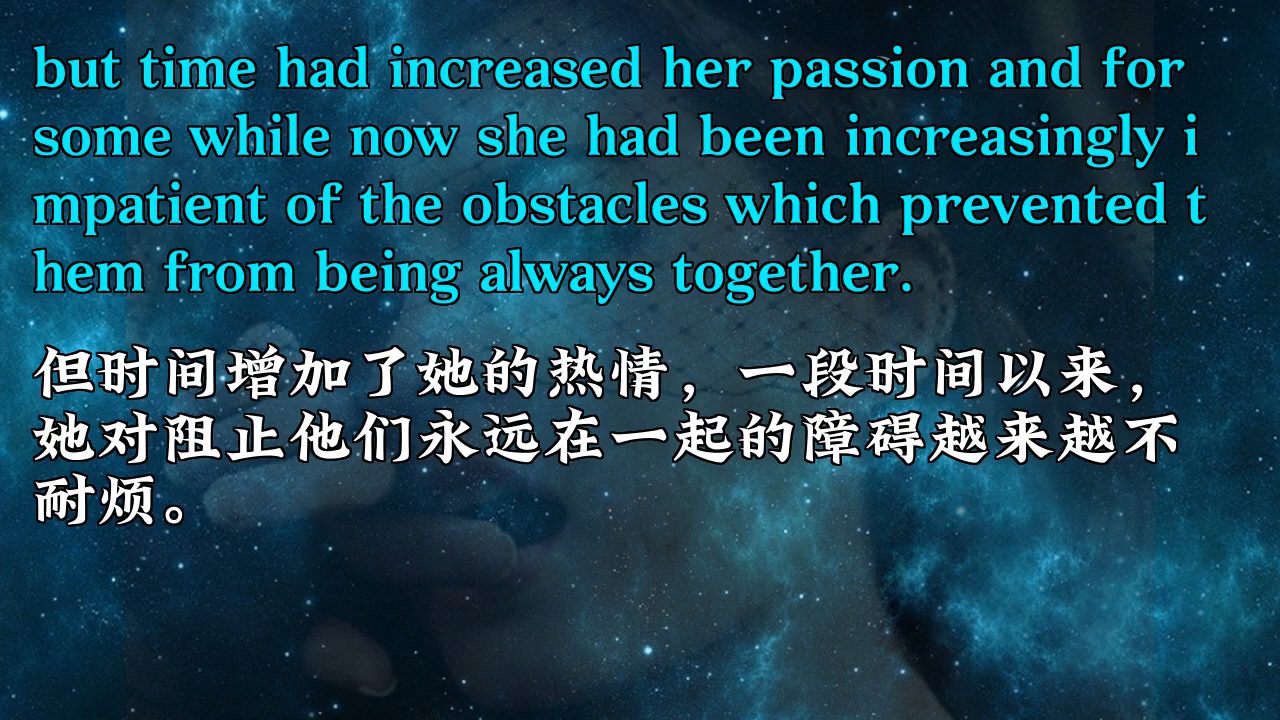 but time had increased her passion and for
some while now she had been increasingly i
mpatient of the obstacles which prevented t
hem from being always together.
但时间增加了她的热情，一段时间以来，
她对阻止他们永远在一起的障碍越来越不
耐烦。